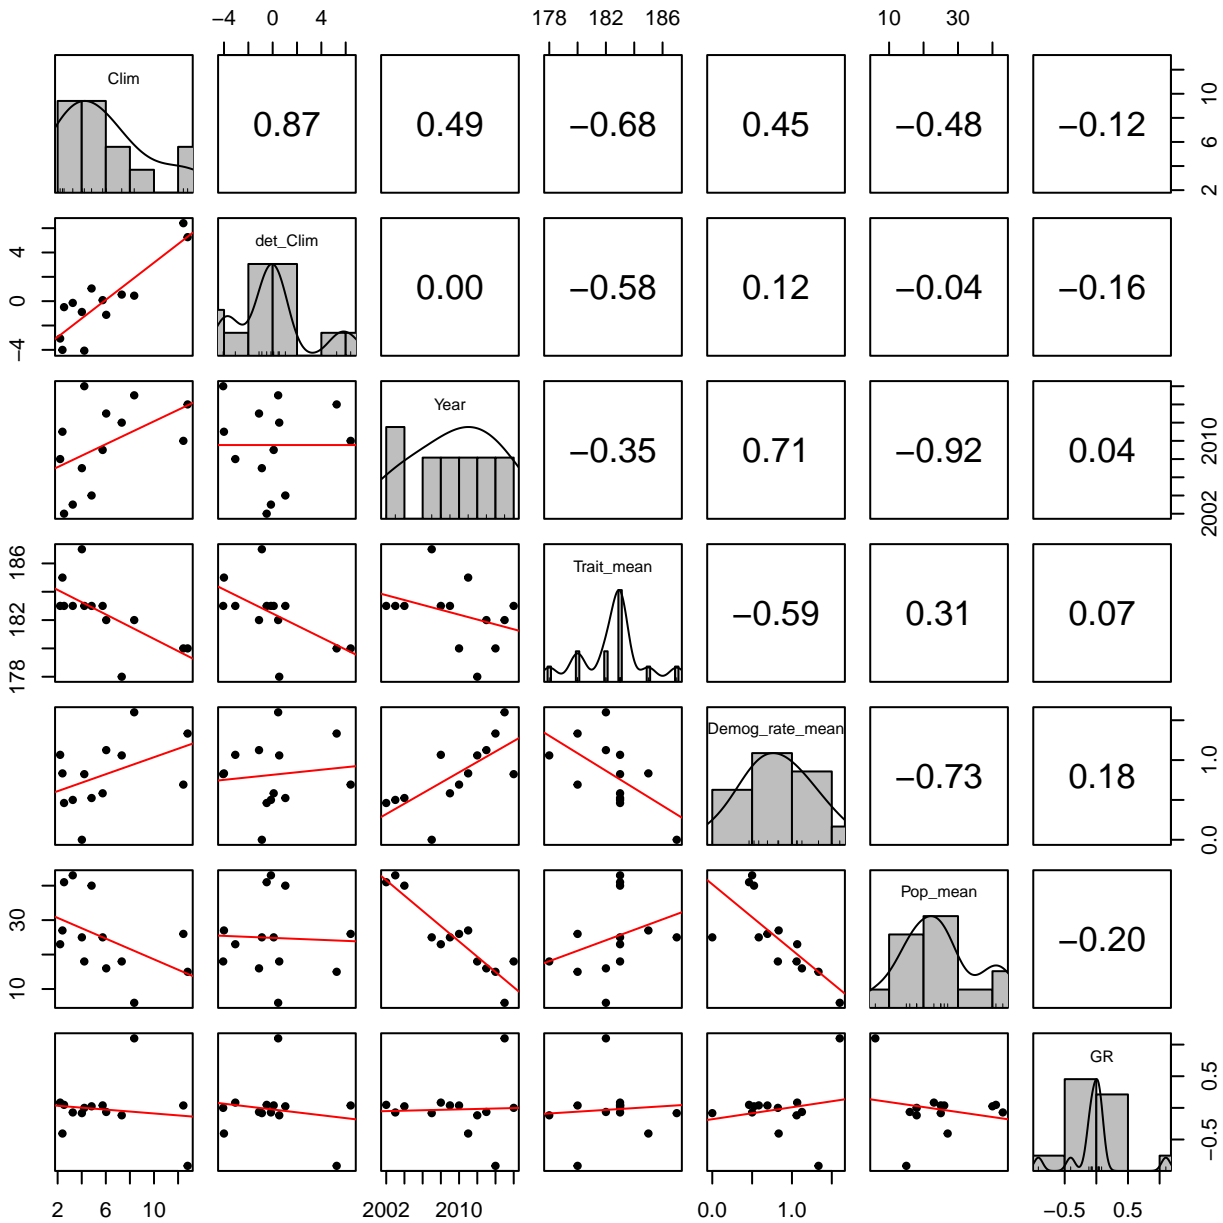 −4 0 4 178 182 186 10 30
Clim 0.87 0.49 −0.68 0.45 −0.48 −0.12 2 6 10
−4 0 4 det_Clim 0.00 −0.58 0.12 −0.04 −0.16
Year −0.35 0.71 −0.92 0.04 2002 2010
178 182 186 Trait_mean −0.59 0.31 0.07
Demog_rate_mean −0.73 0.18 0.0 1.0
10 30 Pop_mean −0.20
GR −0.5 0.5
2 6 10 2002 2010 0.0 1.0 −0.5 0.5